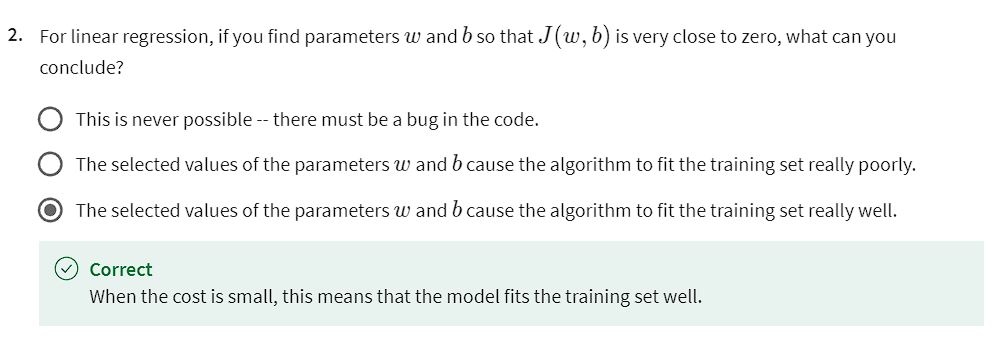 2. For linear regression, if you find parameters w and b so that J(w, b) is very close to zero, what can you
conclude?
This is never possible -- there must be a bug in the code.
The selected values of the parameters w and b cause the algorithm to fit the training set really poorly.
The selected values of the parameters w and b cause the algorithm to fit the training set really well.
Correct
When the cost is small, this means that the model fits the training set well.